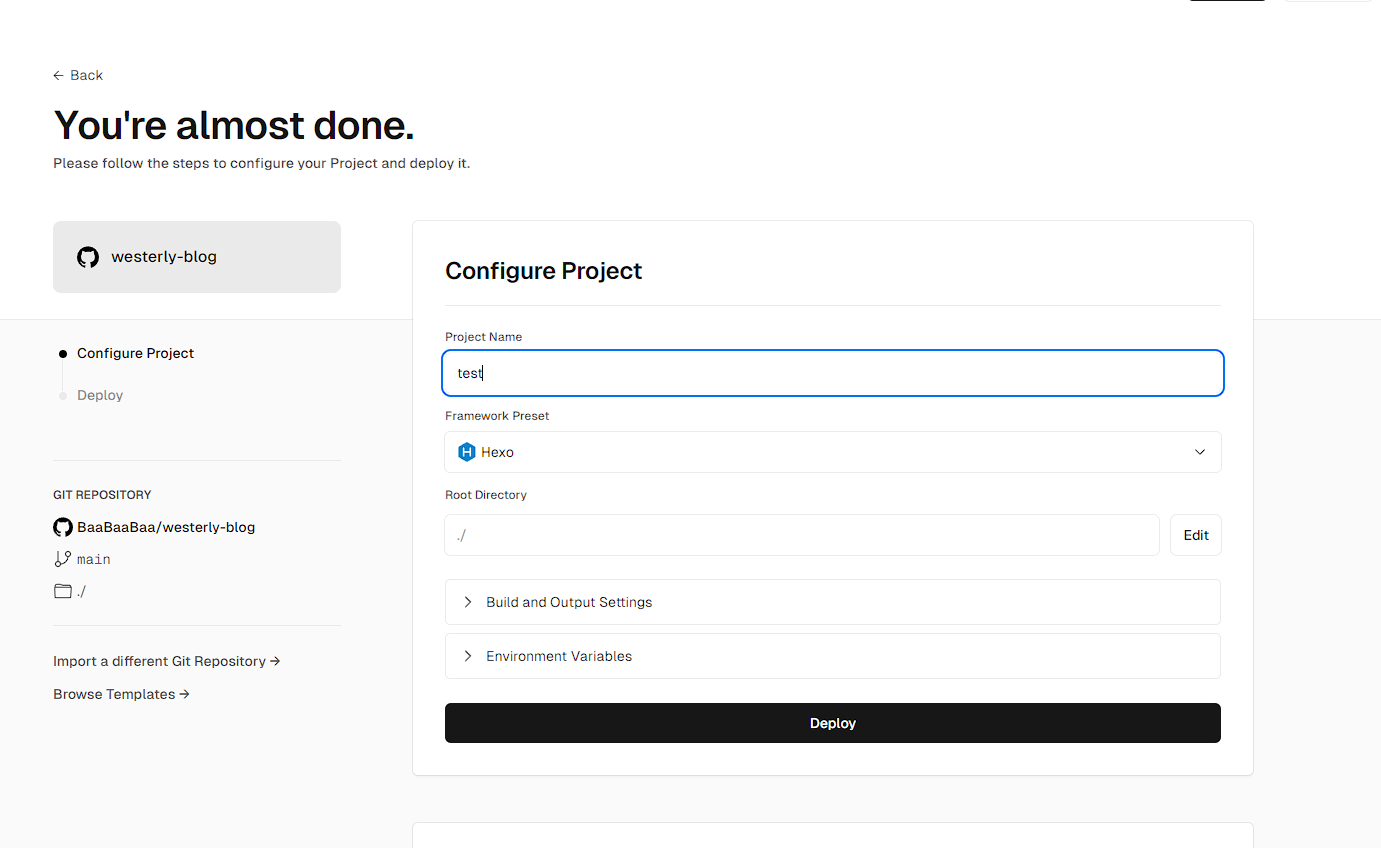 ← Back
You're almost done.
Please follow the steps to configure your Project and deploy it.
westerly-blog
Configure Project
Deploy
GIT REPOSITORY
BaaBaaBaa/westerly-blog
main
./
Import a different Git Repository →
Browse Templates →
Configure Project
Project Name
test
Framework Preset
Hexo
Root Directory
./
Edit
Build and Output Settings
Environment Variables
Deploy